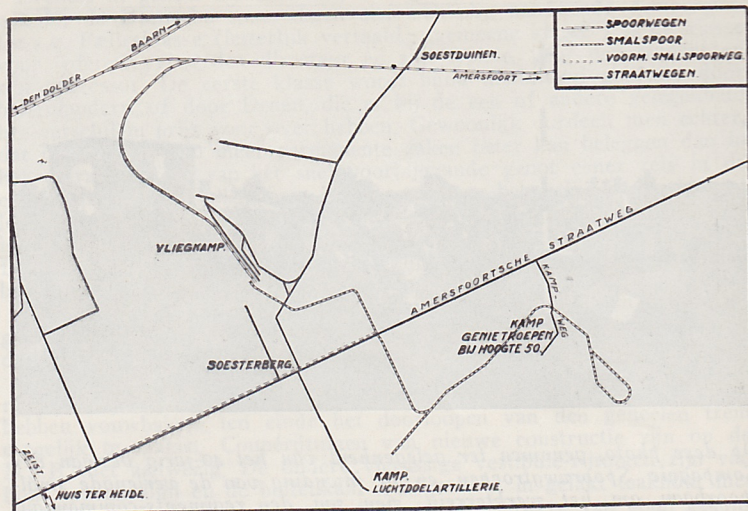 SPOORWEGEN
SMALSPOOR
VOORM. SMALSPOORWEG.
STRAATWEGEN.
BAARN
SOESTDUINEN.
DEN DOLDER
AMERSFOORT
VLIEGKAMP.
AMERSFOORTSCHE STRAATWEG
KAMP-WEG
KAMP
GENIETROEPEN
BIJ HOOGTE 50.
SOESTERBERG.
ZEIST
HUIS TER HEIDE.
KAMP.
LUCHTDOELARTILLERIE.